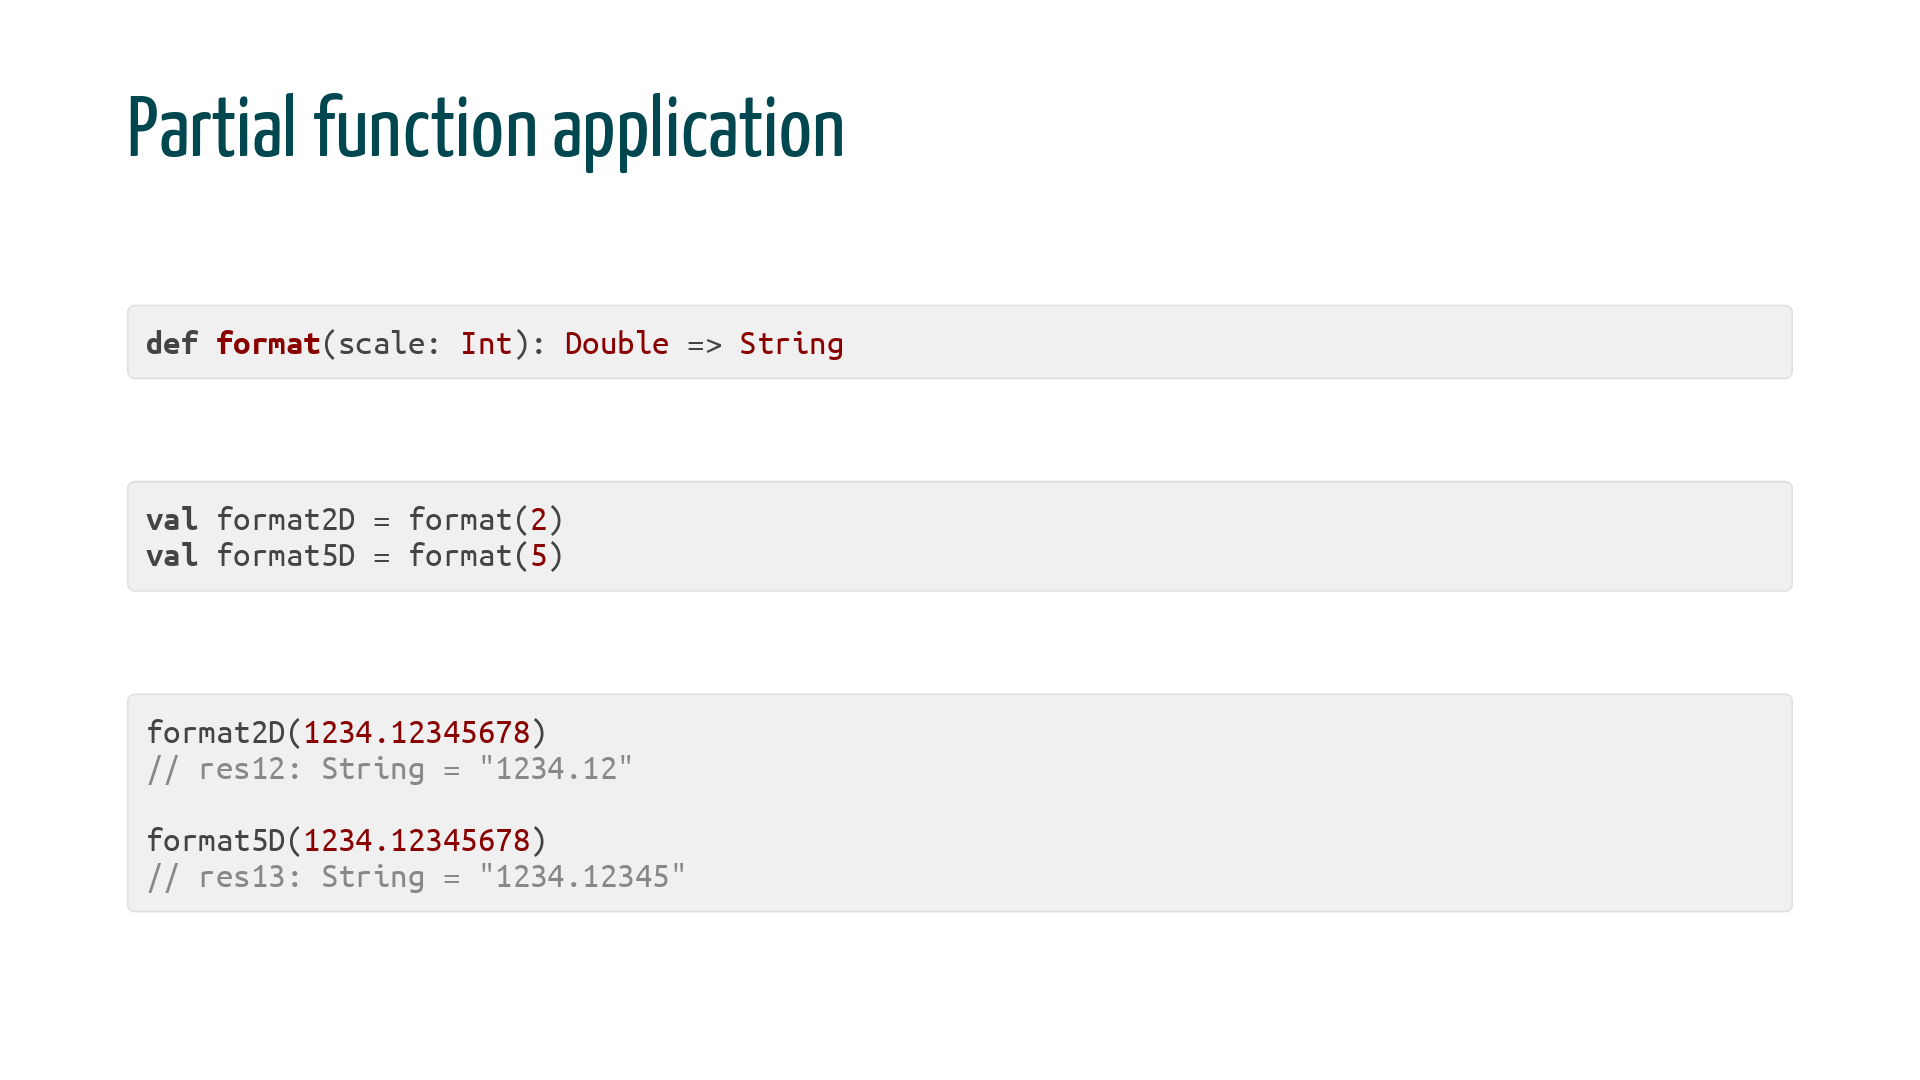 Partial function application
def format(scale: Int): Double => String
val format2D = format(2)
val format5D = format(5)
format2D(1234.12345678)
// res12: String = "1234.12"
format5D(1234.12345678)
// res13: String = "1234.12345"